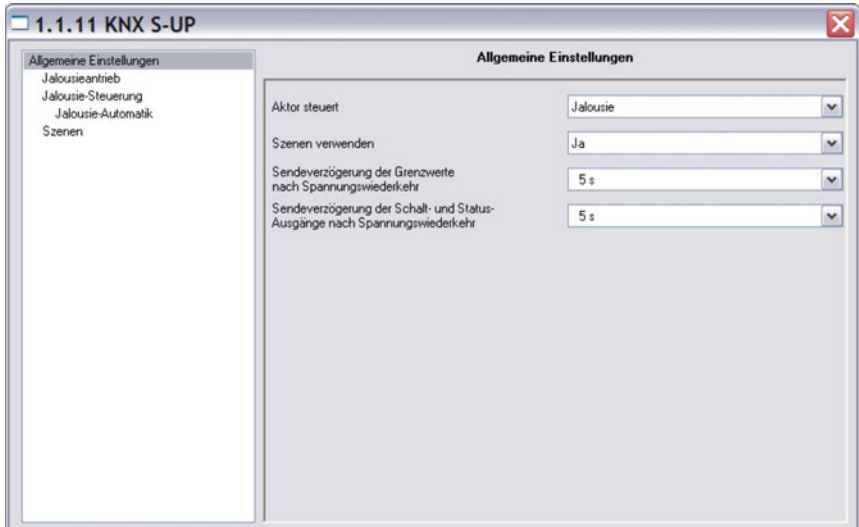 1.1.11 KNX S-UP
Allgemeine Einstellungen
Jalousieantrieb
Jalousie-Steuerung
Jalousie-Automatik
Szenen
Allgemeine Einstellungen
Aktor steuert
Jalousie
Szenen verwenden
Ja
Sendeverzögerung der Grenzwerte
nach Spannungswiederkehr
5 s
Sendeverzögerung der Schalt- und Status-
Ausgänge nach Spannungswiederkehr
5 s